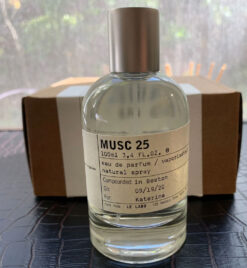 MUSC 25
100ml 3.4 fl.oz. e
eau de parfum / vaporisateur
natural spray
Compounded in Boston
On 09/19/20
For Katerina
LE LABO